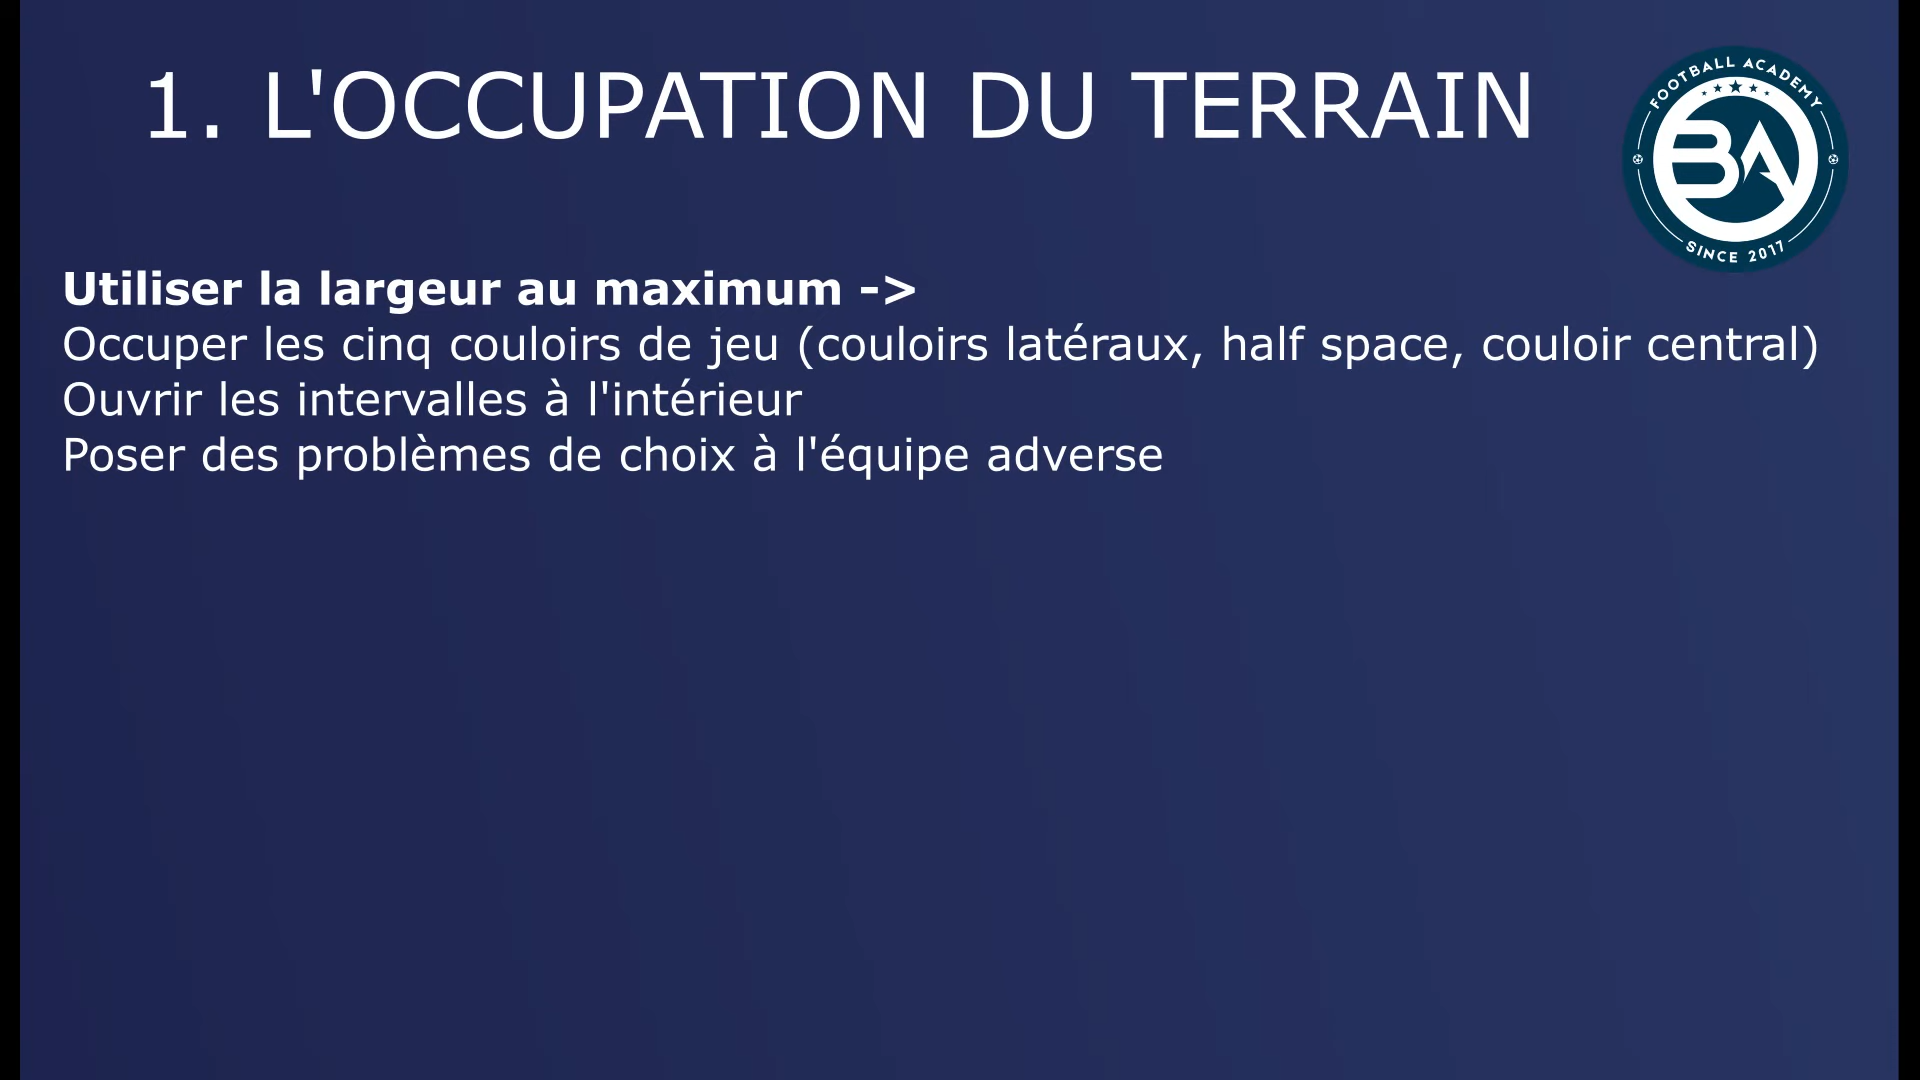 1. L'OCCUPATION DU TERRAIN
FOOTBALL ACADEMY
BA
SINCE 2017
Utiliser la largeur au maximum ->
Occuper les cinq couloirs de jeu (couloirs latéraux, half space, couloir central)
Ouvrir les intervalles à l'intérieur
Poser des problèmes de choix à l'équipe adverse